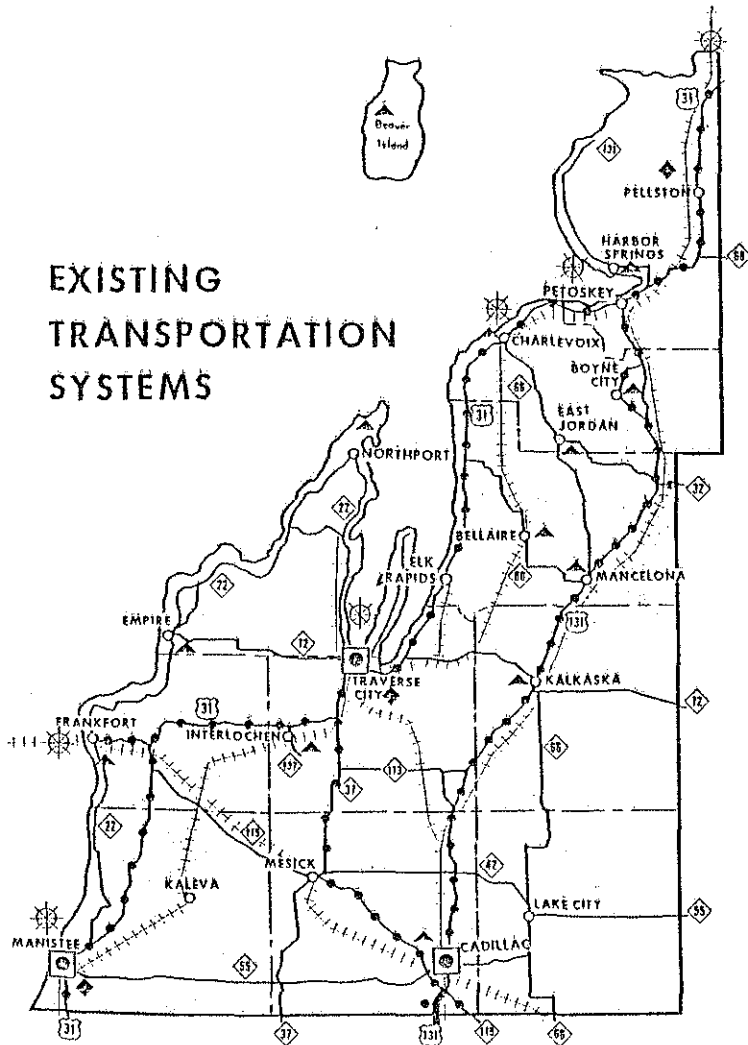 Beaver
Island
31
131
PELLSTON
HARBOR
SPRINGS
68
EXISTING
TRANSPORTATION
SYSTEMS
PETOSKEY
CHARLEVOIX
BOYNE
CITY
66
31
EAST
JORDAN
NORTHPORT
22
32
BELLAIRE
ELK
RAPIDS
88
MANCELONA
22
EMPIRE
72
131
TRAVERSE
CITY
KALKASKA
72
31
FRANKFORT
INTERLOCHEN
137
66
113
37
22
115
MESICK
42
KALEVA
LAKE CITY
55
MANISTEE
CADILLAC
55
31
37
131
115
66